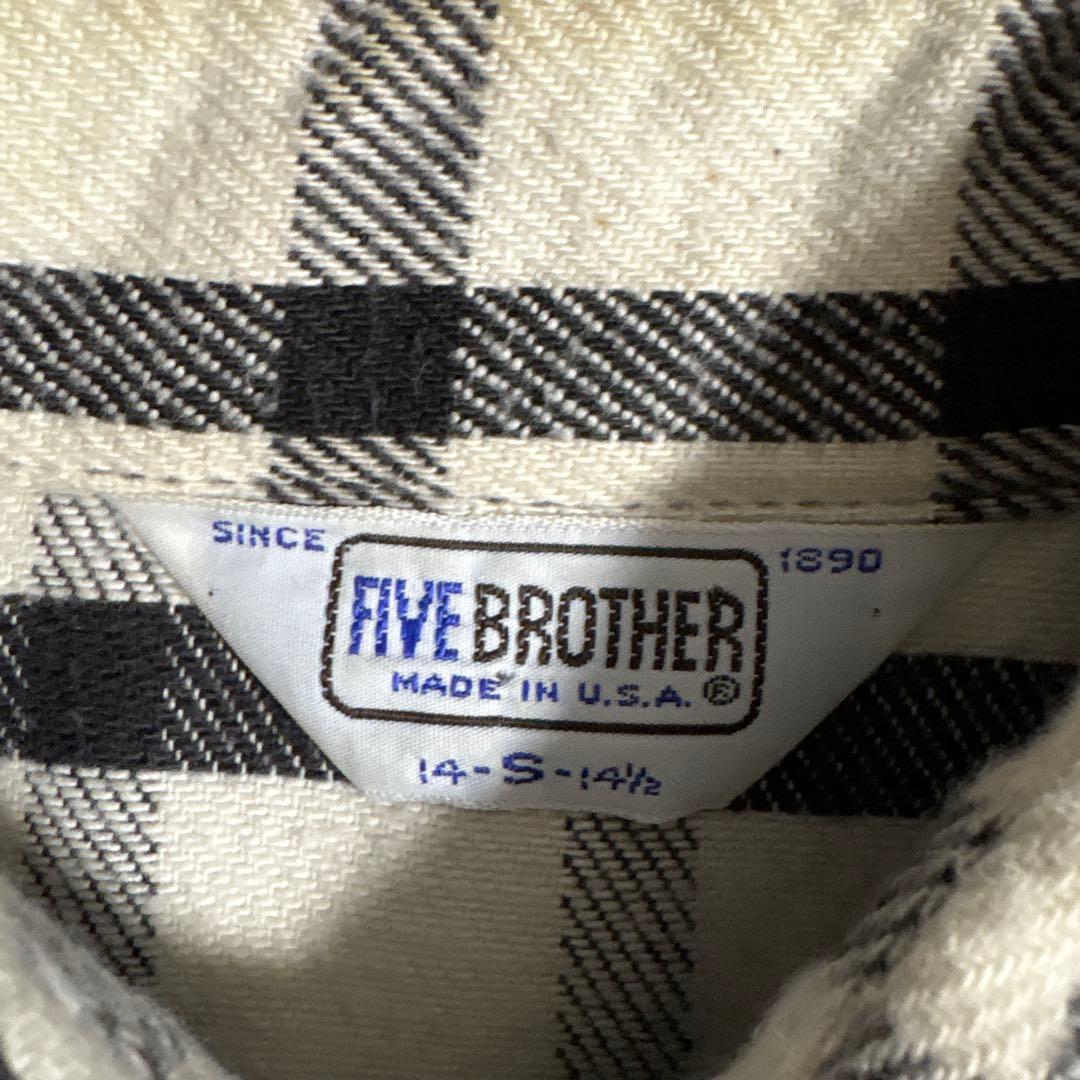 SINCE 1890
FIVE BROTHER
MADE IN U.S.A. ®
14-S-14½